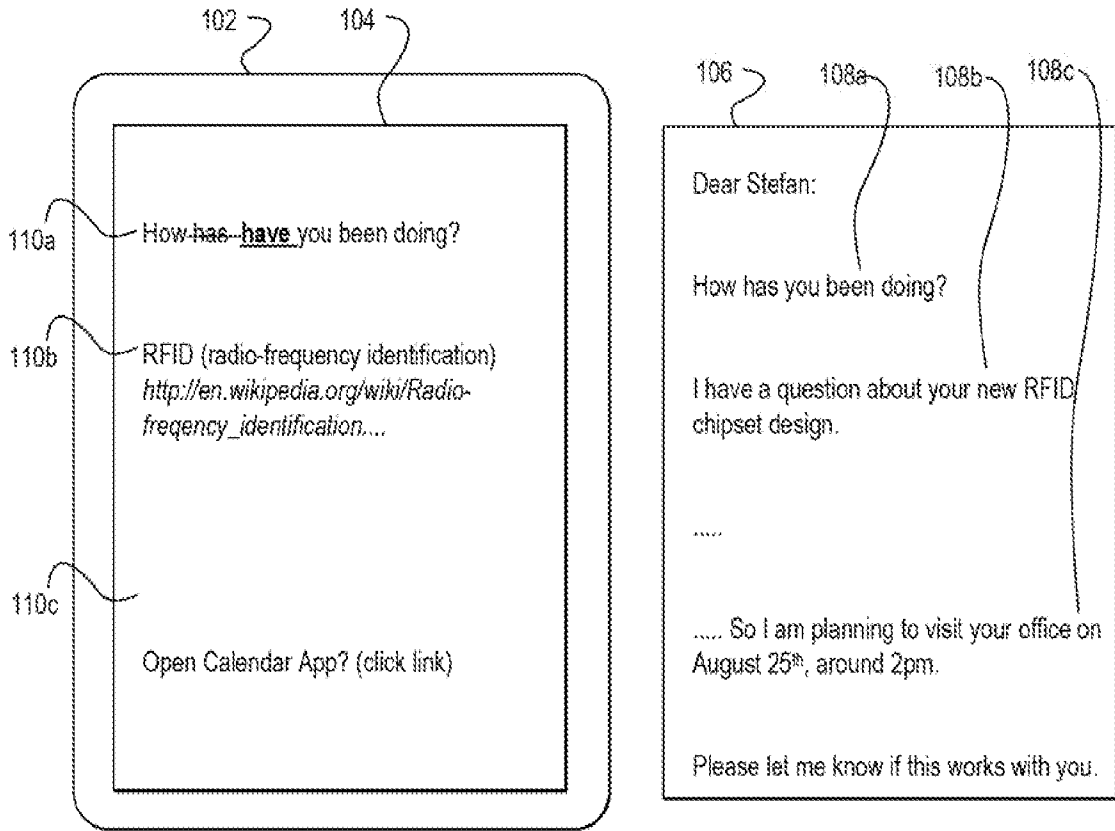 102
104
106
108a
108b
108c
110a
How has have you been doing?
110b
RFID (radio-frequency identification)
http://en.wikipedia.org/wiki/Radio-
freqency_identification....
110c
Open Calendar App? (click link)
Dear Stefan:
How has you been doing?
I have a question about your new RFID
chipset design.
.....
..... So I am planning to visit your office on
August 25th, around 2pm.
Please let me know if this works with you.